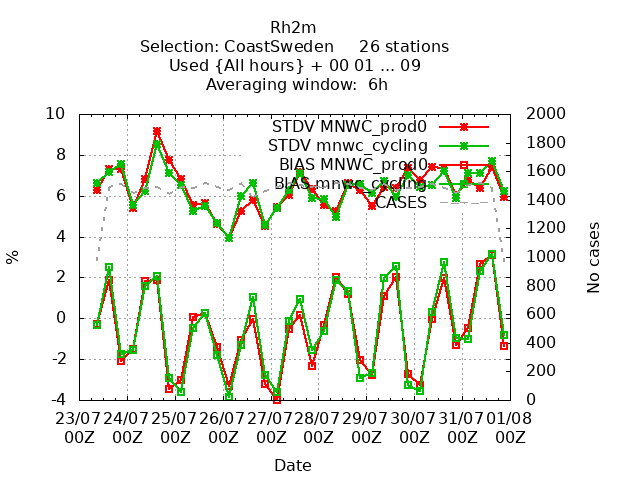 Rh2m
Selection: CoastSweden     26 stations
Used {All hours} + 00 01 ... 09
Averaging window:  6h
10 2000
1800
8 1600
6 1400
1200
4 1000
2 800
0 600
400
-2 200
-4 0
STDV MNWC_prod0
STDV mnwc_cycling
BIAS MNWC_prod0
BIAS mnwc_cycling
CASES
%
No cases
23/07 24/07 25/07 26/07 27/07 28/07 29/07 30/07 31/07 01/08
00Z 00Z 00Z 00Z 00Z 00Z 00Z 00Z 00Z 00Z
Date